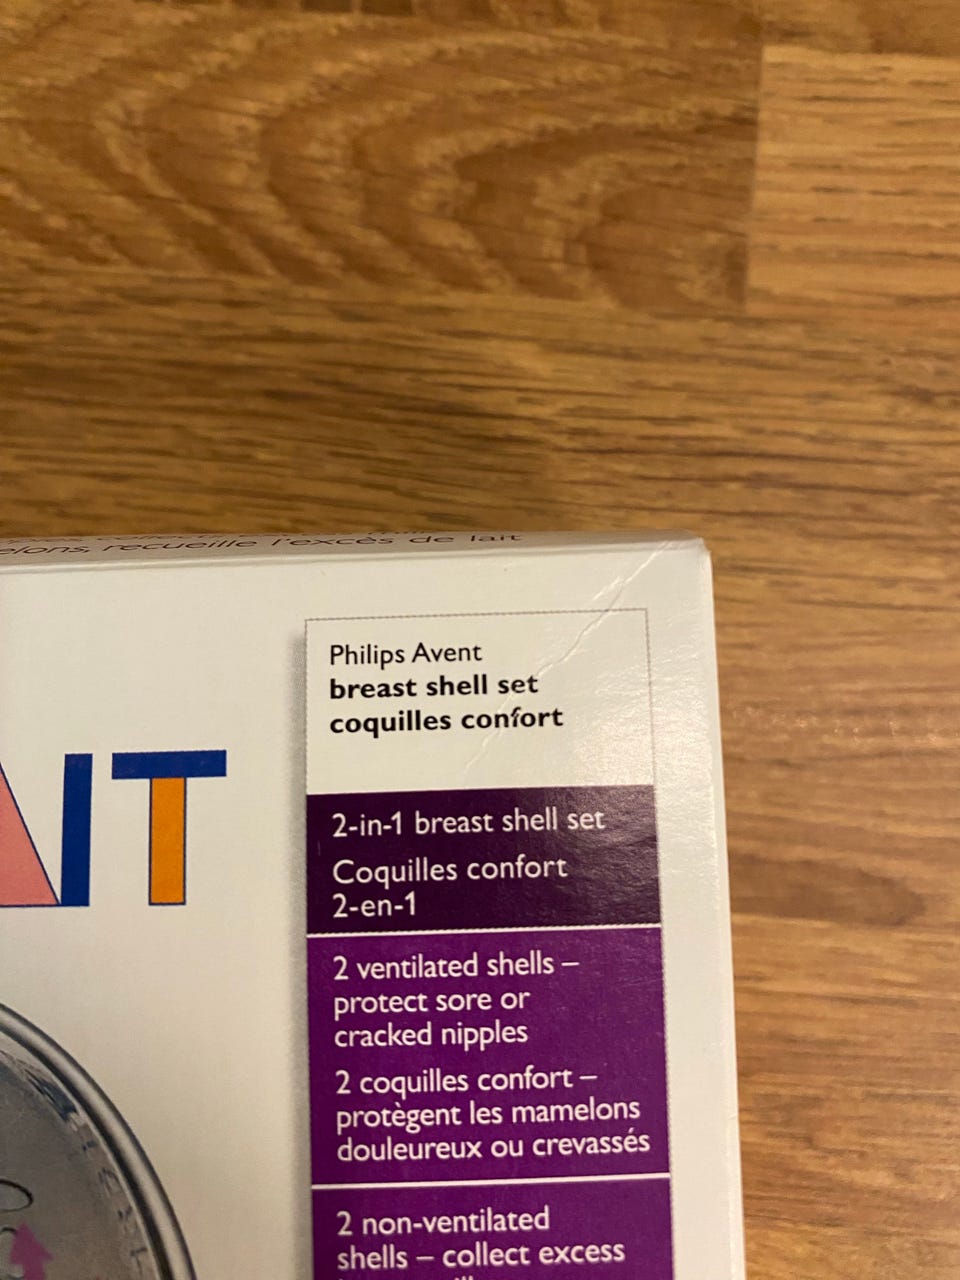 recueille l'excès de lait
AIT
Philips Avent
breast shell set
coquilles confort
2-in-1 breast shell set
Coquilles confort
2-en-1
2 ventilated shells –
protect sore or
cracked nipples
2 coquilles confort –
protègent les mamelons
douleureux ou crevassés
2 non-ventilated
shells – collect excess